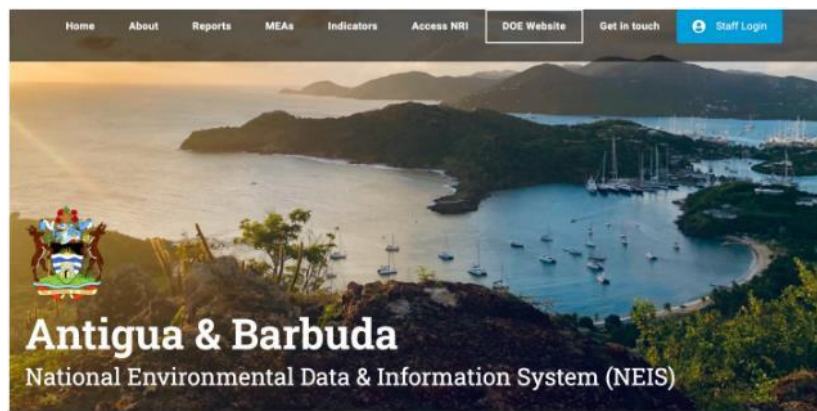 Home About Reports MEAs Indicators Access NRI DOE Website Get in touch Staff Login
Antigua & Barbuda
National Environmental Data & Information System (NEIS)